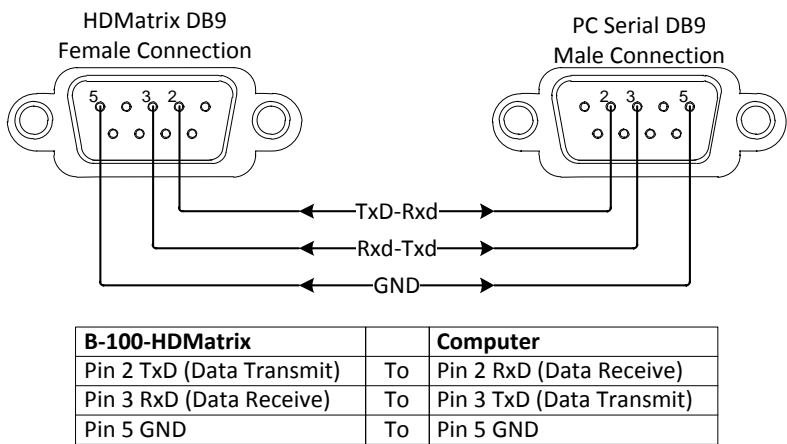 HDMatrix DB9
Female Connection
PC Serial DB9
Male Connection
5 3 2
2 3 5
TxD-Rxd
Rxd-Txd
GND
B-100-HDMatrix Computer
Pin 2 TxD (Data Transmit) To Pin 2 RxD (Data Receive)
Pin 3 RxD (Data Receive) To Pin 3 TxD (Data Transmit)
Pin 5 GND To Pin 5 GND